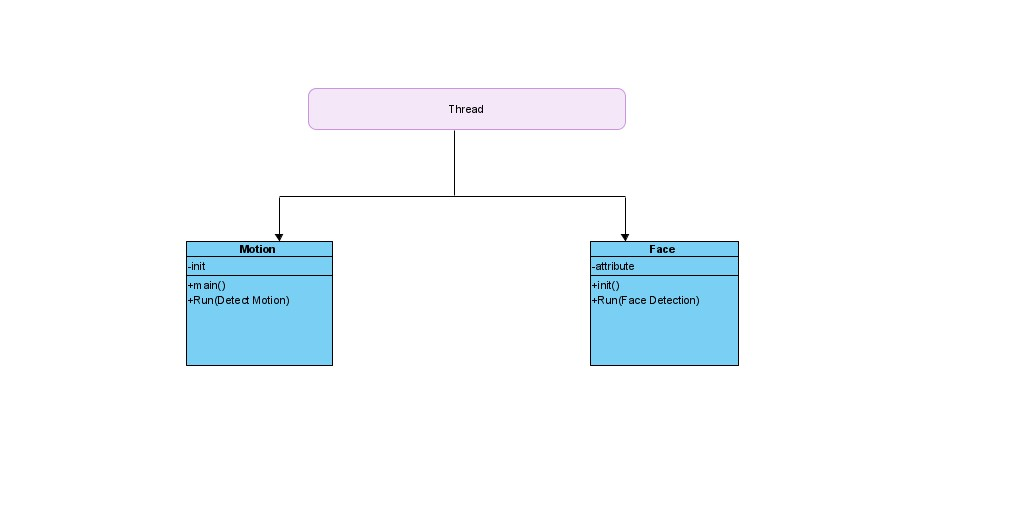 Thread
Motion
-init
+main()
+Run(Detect Motion)
Face
-attribute
+init()
+Run(Face Detection)